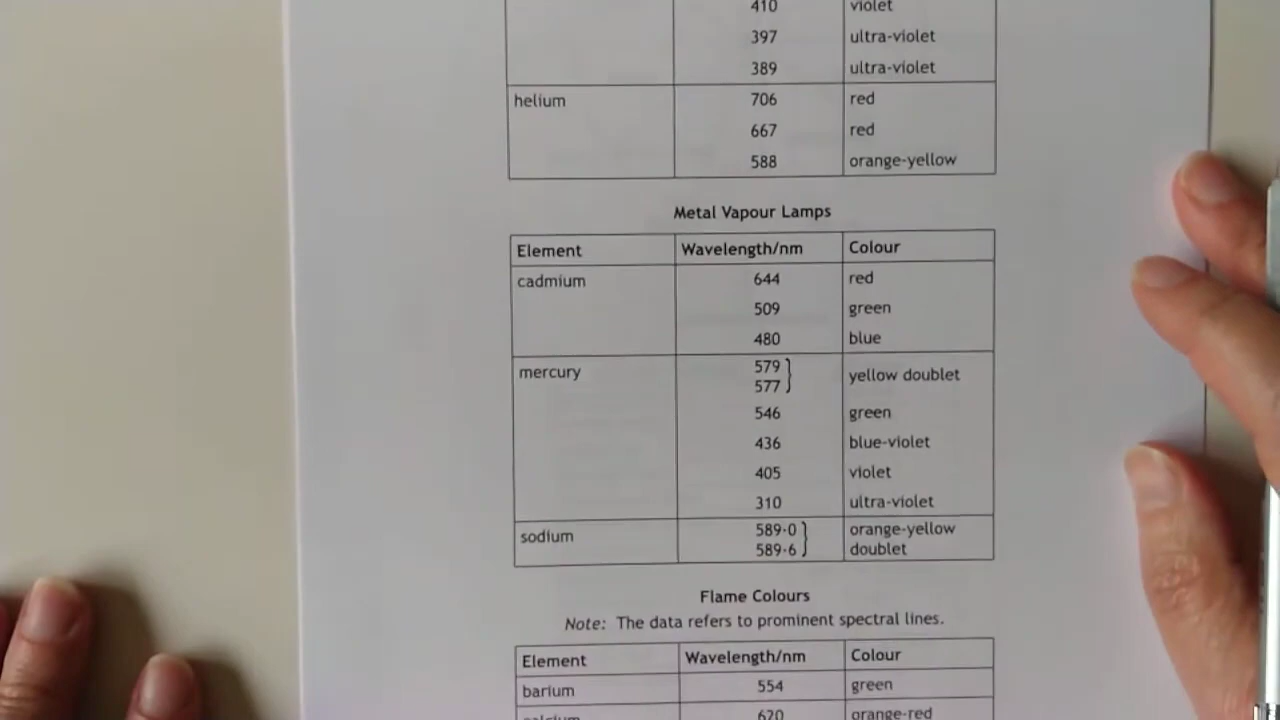 410 violet
397 ultra-violet
389 ultra-violet
helium 706 red
667 red
588 orange-yellow
Metal Vapour Lamps
Element Wavelength/nm Colour
cadmium 644 red
509 green
480 blue
mercury 579 } yellow doublet
577
546 green
436 blue-violet
405 violet
310 ultra-violet
sodium 589·0 } orange-yellow
589·6 doublet
Flame Colours
Note: The data refers to prominent spectral lines.
Element Wavelength/nm Colour
barium 554 green
calcium 620 orange-red